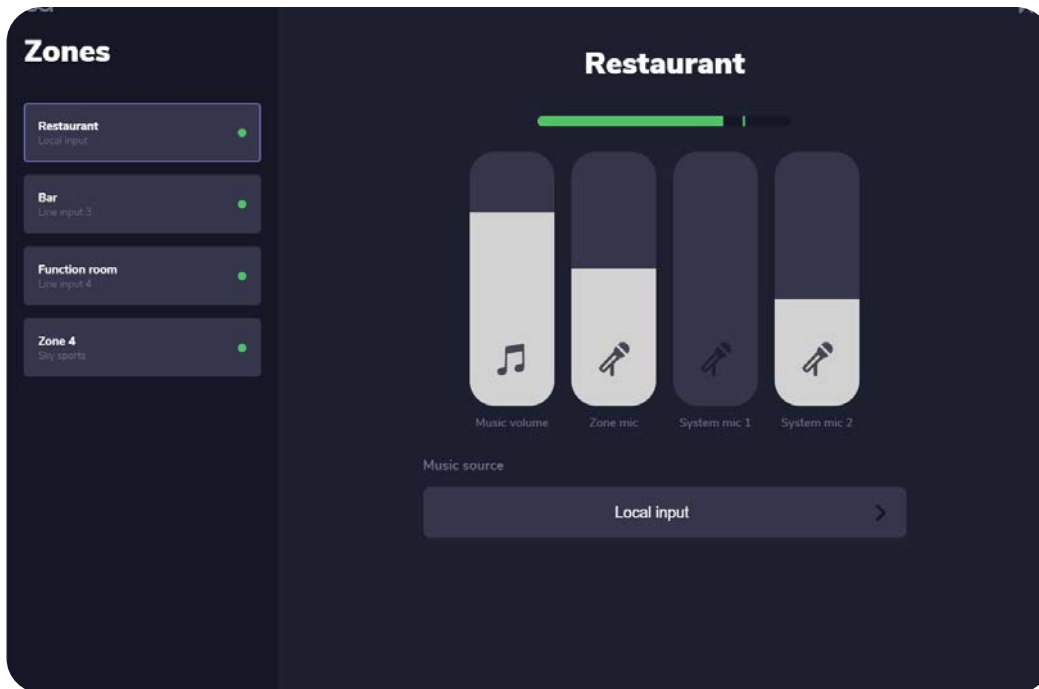 Zones
Restaurant
Local input
Bar
Line input 3
Function room
Line input 4
Zone 4
Sky sports
Restaurant
Music volume
Zone mic
System mic 1
System mic 2
Music source
Local input